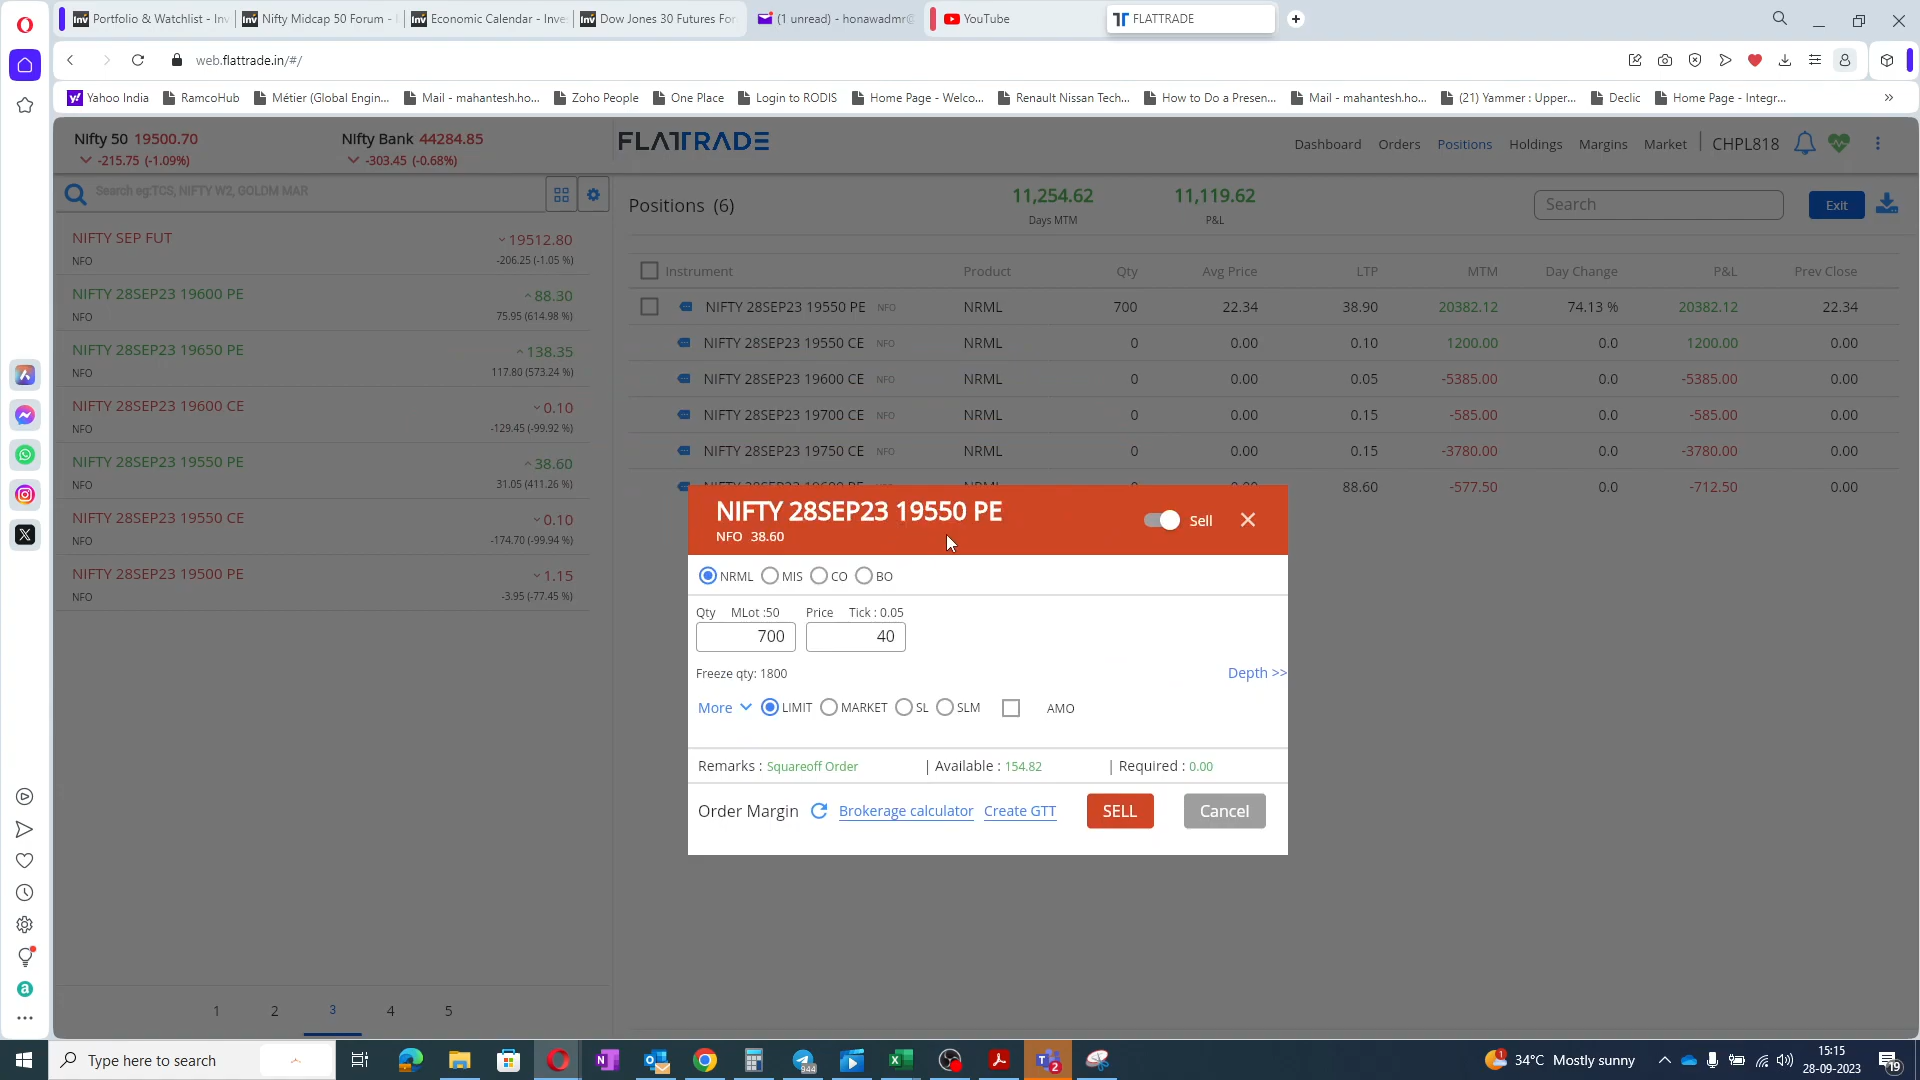 Portfolio & Watchlist - Inv
Nifty Midcap 50 Forum - I
Economic Calendar - Inve
Dow Jones 30 Futures For
(1 unread) - honawadmr@
YouTube
FLATTRADE
web.flattrade.in/#/
Yahoo India
RamcoHub
Métier (Global Engin...
Mail - mahantesh.ho...
Zoho People
One Place
Login to RODIS
Home Page - Welco...
Renault Nissan Tech...
How to Do a Presen...
Mail - mahantesh.ho...
(21) Yammer : Upper...
Declic
Home Page - Integr...
NIfty 50 19500.70
-215.75 (-1.09%)
NIfty Bank 44284.85
-303.45 (-0.68%)
FLATTRADE
Dashboard Orders Positions Holdings Margins Market CHPL818
Search eg:TCS, NIFTY W2, GOLDM MAR
NIFTY SEP FUT 19512.80
NFO -206.25 (-1.05 %)
NIFTY 28SEP23 19600 PE 88.30
NFO 75.95 (614.98 %)
NIFTY 28SEP23 19650 PE 138.35
NFO 117.80 (573.24 %)
NIFTY 28SEP23 19600 CE 0.10
NFO -129.45 (-99.92 %)
NIFTY 28SEP23 19550 PE 38.60
NFO 31.05 (411.26 %)
NIFTY 28SEP23 19550 CE 0.10
NFO -174.70 (-99.94 %)
NIFTY 28SEP23 19500 PE 1.15
NFO -3.95 (-77.45 %)
1 2 3 4 5
Positions (6)
11,254.62
Days MTM
11,119.62
P&L
Search
Exit
Instrument Product Qty Avg Price LTP MTM Day Change P&L Prev Close
NIFTY 28SEP23 19550 PE NFO NRML 700 22.34 38.90 20382.12 74.13 % 20382.12 22.34
NIFTY 28SEP23 19550 CE NFO NRML 0 0.00 0.10 1200.00 0.0 1200.00 0.00
NIFTY 28SEP23 19600 CE NFO NRML 0 0.00 0.05 -5385.00 0.0 -5385.00 0.00
NIFTY 28SEP23 19700 CE NFO NRML 0 0.00 0.15 -585.00 0.0 -585.00 0.00
NIFTY 28SEP23 19750 CE NFO NRML 0 0.00 0.15 -3780.00 0.0 -3780.00 0.00
88.60 -577.50 0.0 -712.50 0.00
NIFTY 28SEP23 19550 PE
NFO 38.60
Sell
NRML MIS CO BO
Qty MLot :50 Price Tick : 0.05
700 40
Freeze qty: 1800
Depth >>
More LIMIT MARKET SL SLM AMO
Remarks : Squareoff Order | Available : 154.82 | Required : 0.00
Order Margin Brokerage calculator Create GTT SELL Cancel
Type here to search
944
2
1
34°C Mostly sunny
15:15
28-09-2023
19